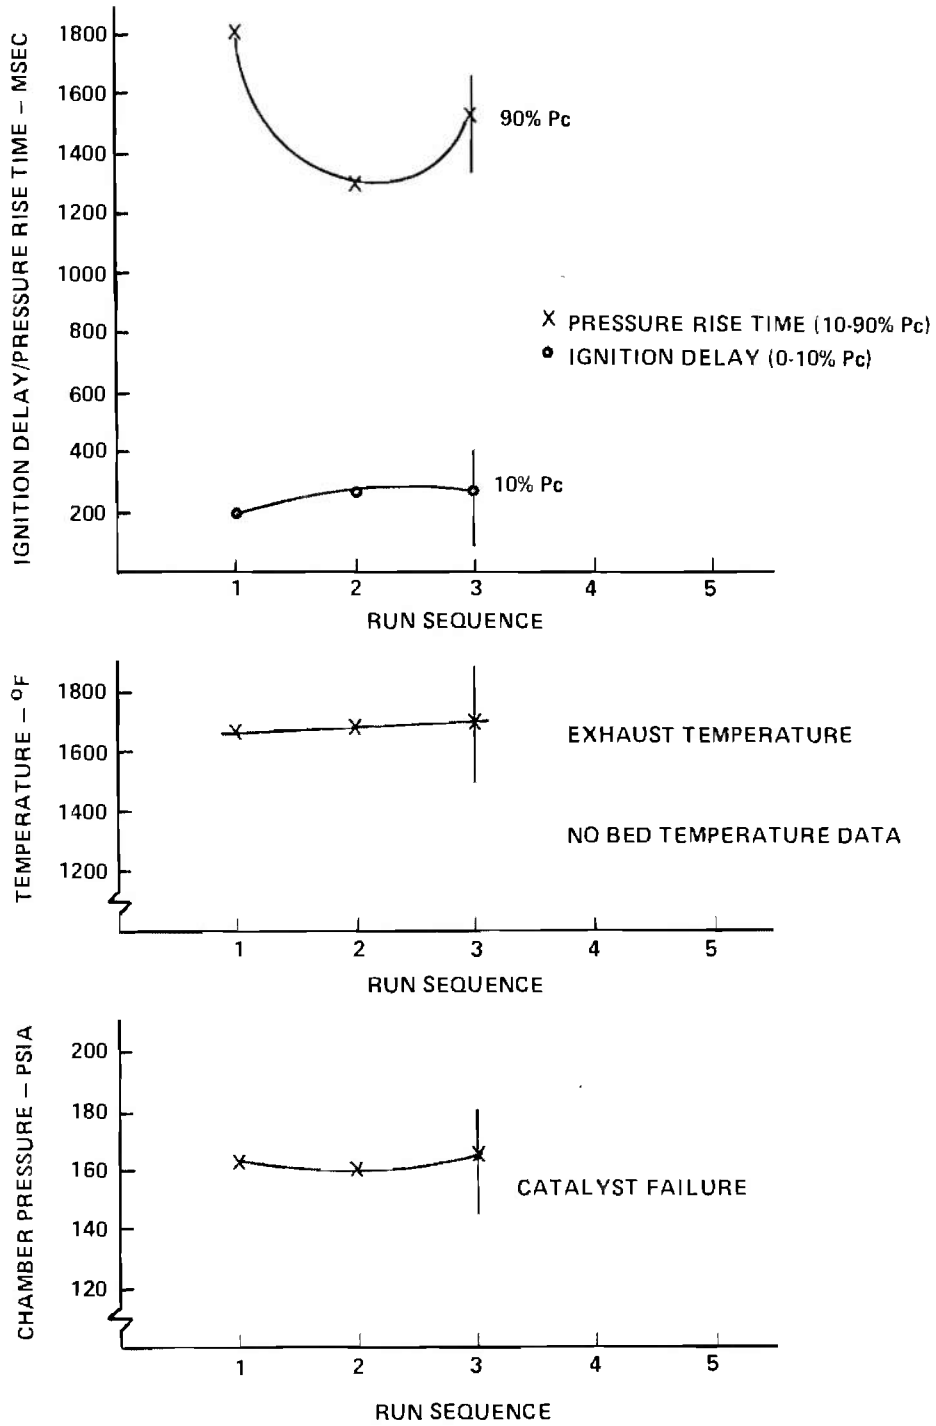 IGNITION DELAY/PRESSURE RISE TIME – MSEC
1800
1600
1400
1200
1000
800
600
400
200
90% Pc
X PRESSURE RISE TIME (10-90% Pc)
IGNITION DELAY (0-10% Pc)
10% Pc
1 2 3 4 5
RUN SEQUENCE
TEMPERATURE – ºF
1800
1600
1400
1200
EXHAUST TEMPERATURE
NO BED TEMPERATURE DATA
1 2 3 4 5
RUN SEQUENCE
CHAMBER PRESSURE – PSIA
200
180
160
140
120
CATALYST FAILURE
1 2 3 4 5
RUN SEQUENCE